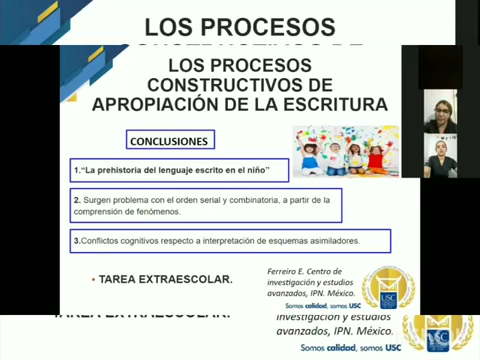 LOS PROCESOS
LOS PROCESOS
CONSTRUCTIVOS DE
APROPIACIÓN DE LA ESCRITURA
CONCLUSIONES
1."La prehistoria del lenguaje escrito en el niño"
2. Surgen problema con el orden serial y combinatoria, a partir de la
comprensión de fenómenos.
3.Conflictos cognitivos respecto a interpretación de esquemas asimiladores.
• TAREA EXTRAESCOLAR.
Ferreiro E. Centro de
investigación y estudios
avanzados, IPN. México.
USC
Somos calidad, somos USC
investigación y estudios
avanzados, IPN. México.
Somos calidad, somos USC